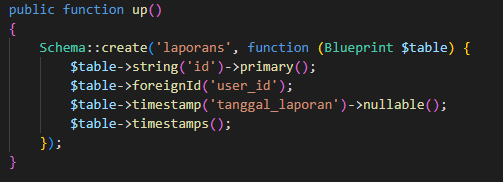 public function up()
{
    Schema::create('laporans', function (Blueprint $table) {
        $table->string('id')->primary();
        $table->foreignId('user_id');
        $table->timestamp('tanggal_laporan')->nullable();
        $table->timestamps();
    });
}